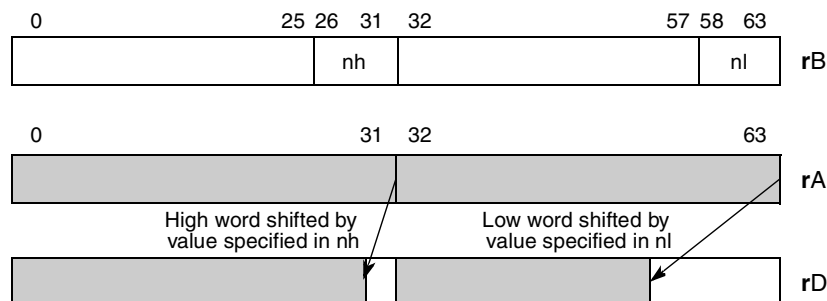 0 25 26 31 32 57 58 63
nh nl rB
0 31 32 63
rA
High word shifted by Low word shifted by
value specified in nh value specified in nl
rD